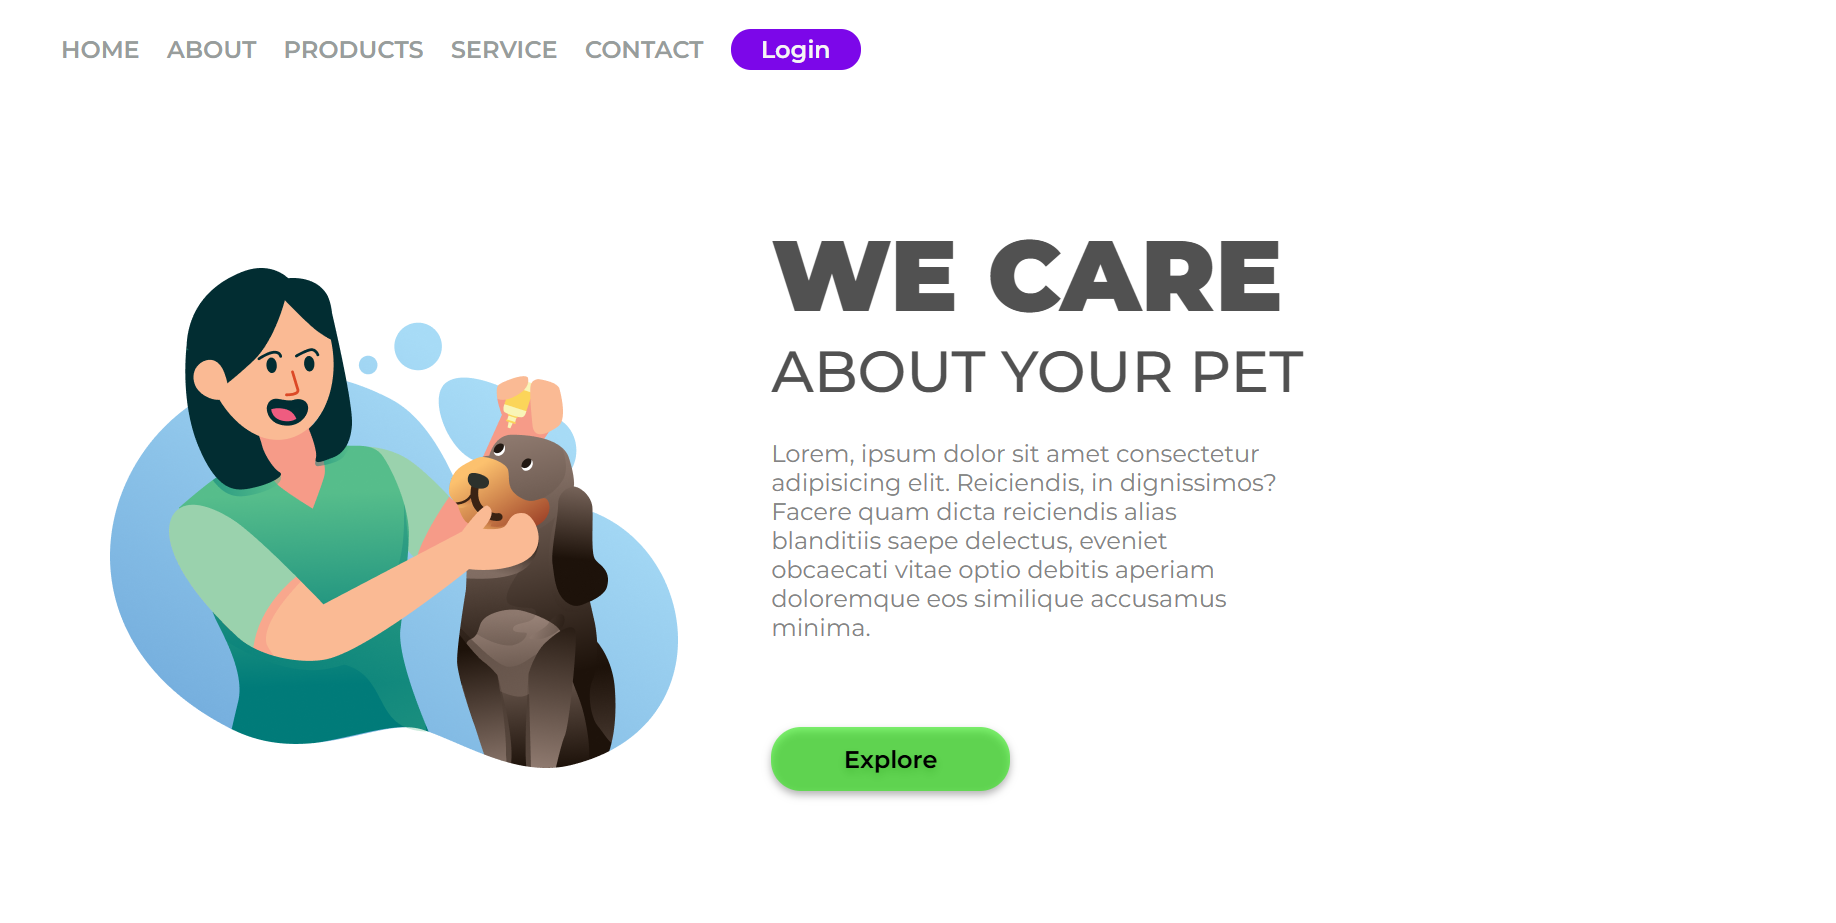 HOME ABOUT PRODUCTS SERVICE CONTACT Login
WE CARE
ABOUT YOUR PET
Lorem, ipsum dolor sit amet consectetur
adipisicing elit. Reiciendis, in dignissimos?
Facere quam dicta reiciendis alias
blanditiis saepe delectus, eveniet
obcaecati vitae optio debitis aperiam
doloremque eos similique accusamus
minima.
Explore